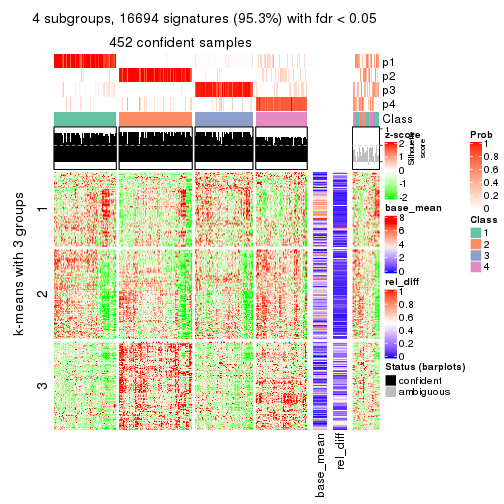 4 subgroups, 16694 signatures (95.3%) with fdr < 0.05
452 confident samples
p1
p2
p3
p4
Class
1
Silhouette
score
k-means with 3 groups
1
2
3
base_mean
rel_diff
z-score
2
1
0
-1
-2
base_mean
8
6
4
2
0
rel_diff
1
0.8
0.6
0.4
0.2
0
Status (barplots)
confident
ambiguous
Prob
1
0.8
0.6
0.4
0.2
0
Class
1
2
3
4